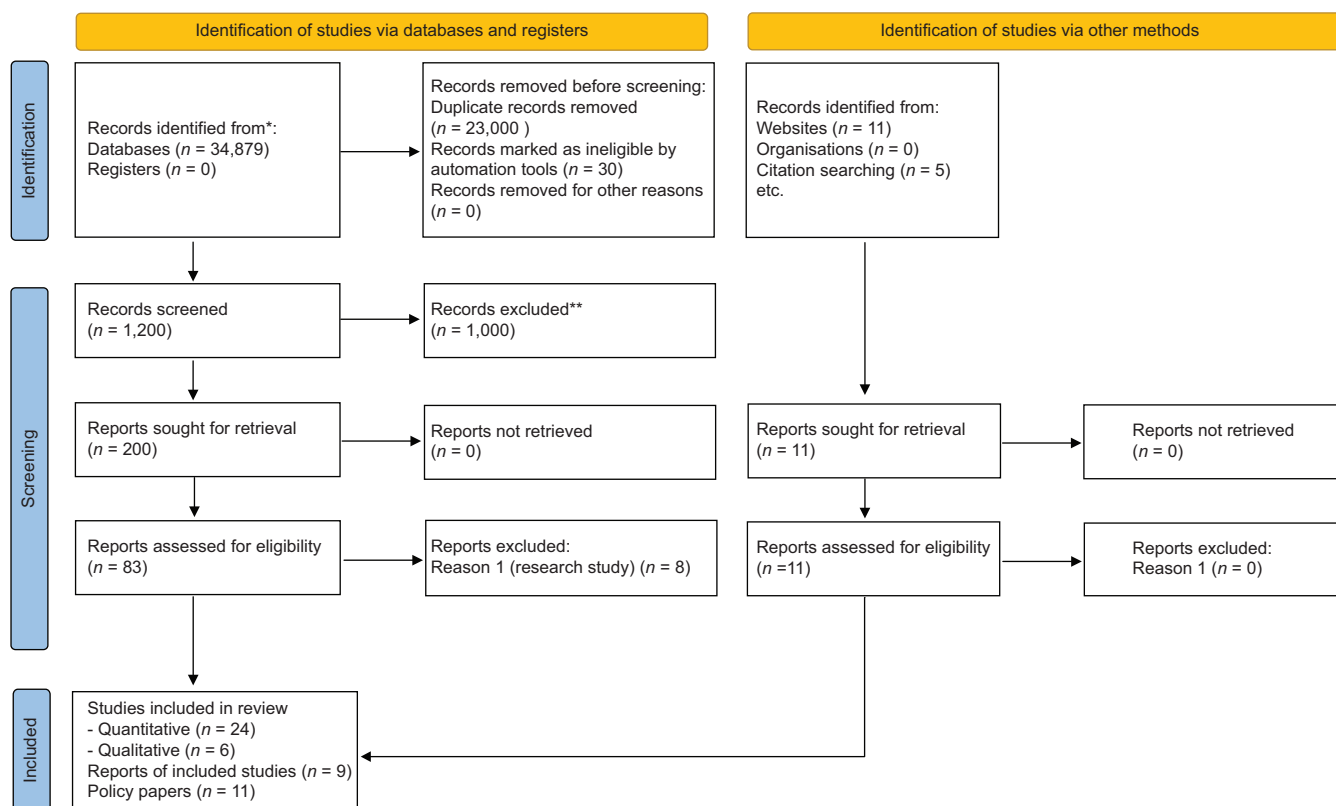 Identification of studies via databases and registers
Identification of studies via other methods
Identification
Records identified from*:
Databases (n = 34,879)
Registers (n = 0)
Records removed before screening:
Duplicate records removed
(n = 23,000 )
Records marked as ineligible by
automation tools (n = 30)
Records removed for other reasons
(n = 0)
Records identified from:
Websites (n = 11)
Organisations (n = 0)
Citation searching (n = 5)
etc.
Screening
Records screened
(n = 1,200)
Records excluded**
(n = 1,000)
Reports sought for retrieval
(n = 200)
Reports not retrieved
(n = 0)
Reports sought for retrieval
(n = 11)
Reports not retrieved
(n = 0)
Reports assessed for eligibility
(n = 83)
Reports excluded:
Reason 1 (research study) (n = 8)
Reports assessed for eligibility
(n =11)
Reports excluded:
Reason 1 (n = 0)
Included
Studies included in review
- Quantitative (n = 24)
- Qualitative (n = 6)
Reports of included studies (n = 9)
Policy papers (n = 11)